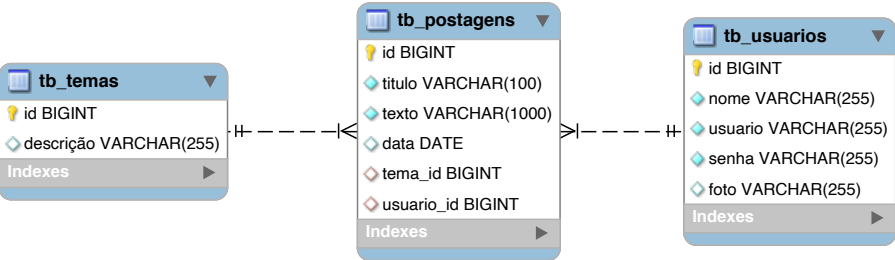 tb_temas
id BIGINT
descrição VARCHAR(255)
Indexes
tb_postagens
id BIGINT
titulo VARCHAR(100)
texto VARCHAR(1000)
data DATE
tema_id BIGINT
usuario_id BIGINT
Indexes
tb_usuarios
id BIGINT
nome VARCHAR(255)
usuario VARCHAR(255)
senha VARCHAR(255)
foto VARCHAR(255)
Indexes